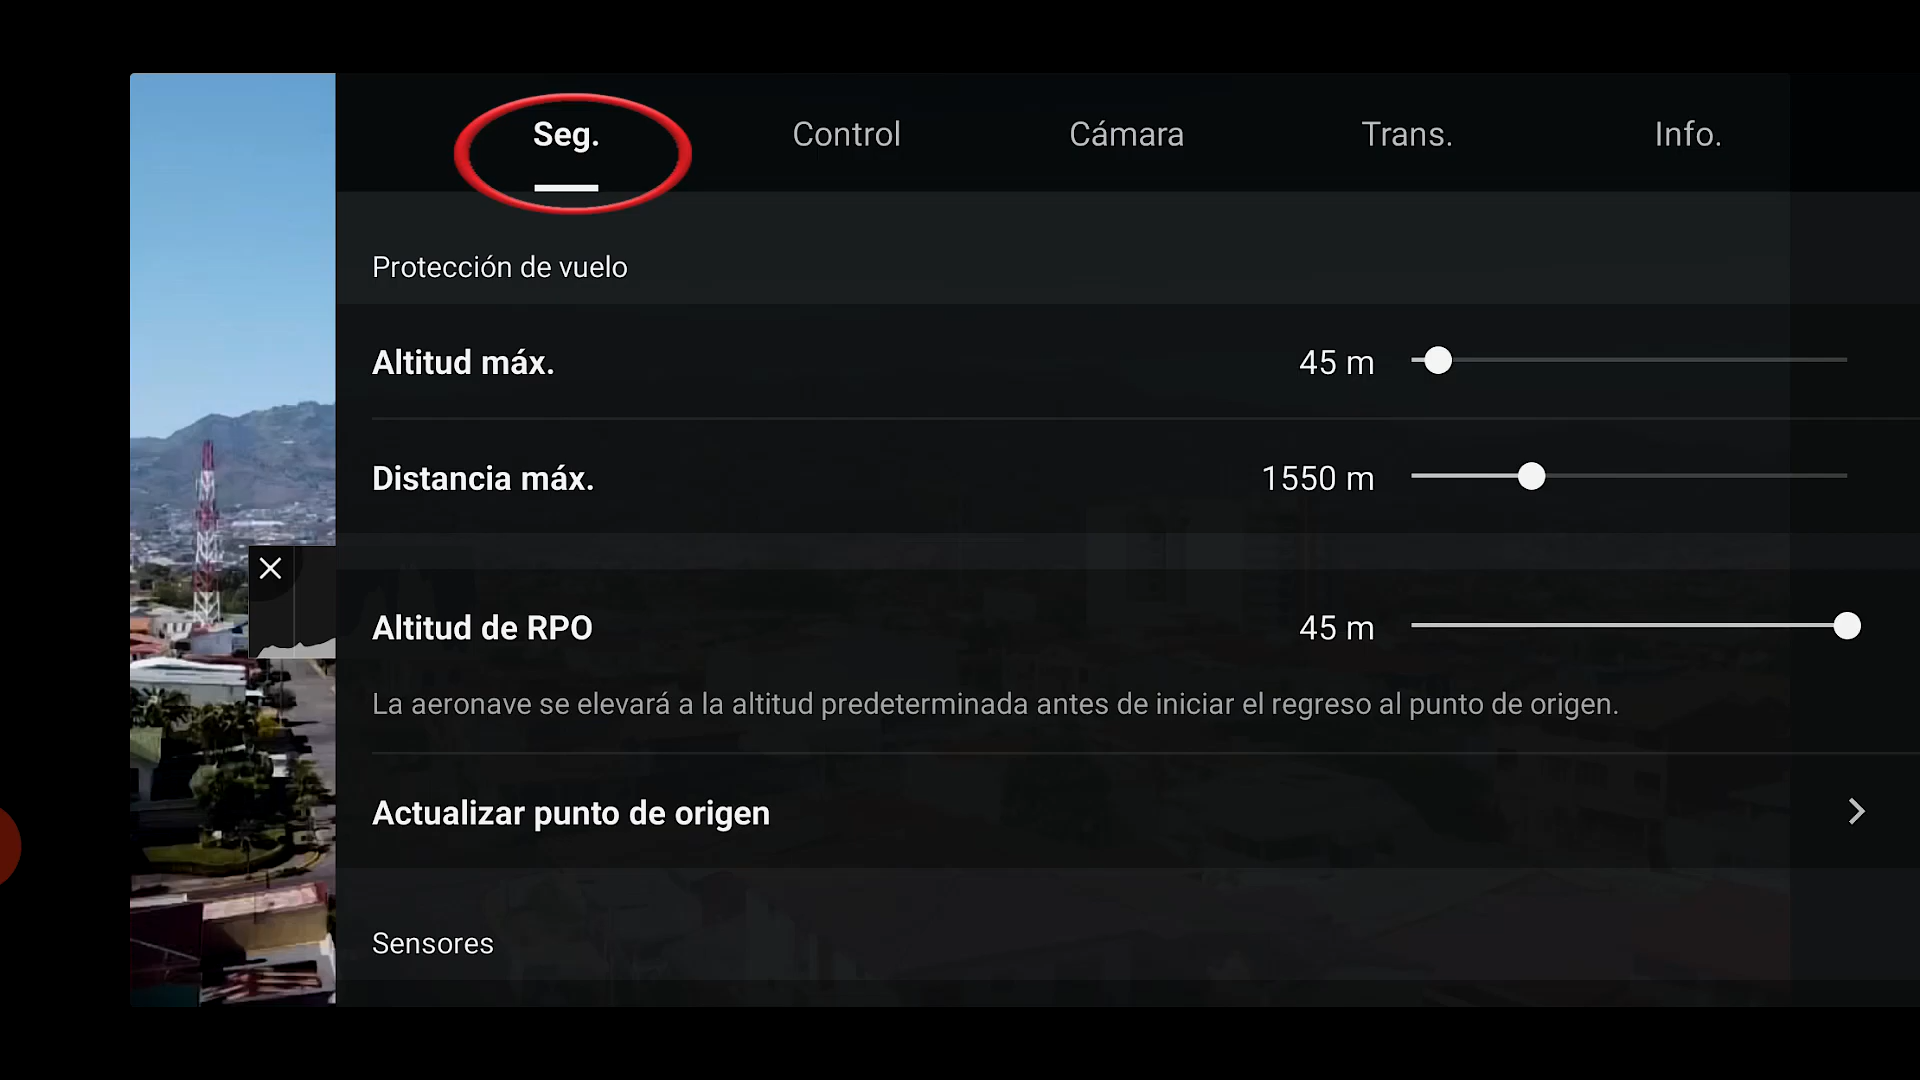 Seg.
Control
Cámara
Trans.
Info.
Protección de vuelo
Altitud máx.
45 m
Distancia máx.
1550 m
Altitud de RPO
45 m
La aeronave se elevará a la altitud predeterminada antes de iniciar el regreso al punto de origen.
Actualizar punto de origen
Sensores